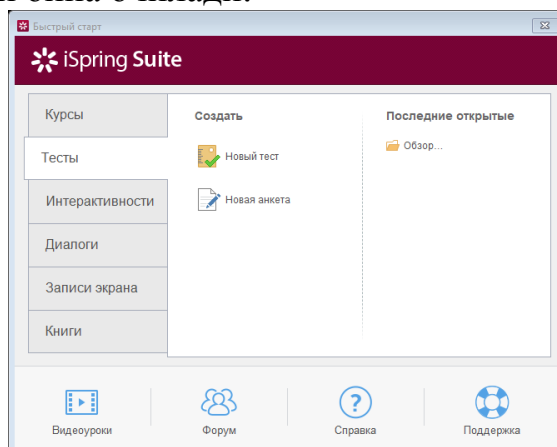 Быстрый старт
iSpring Suite
Курсы
Тесты
Интерактивности
Диалоги
Записи экрана
Книги
Создать
Новый тест
Новая анкета
Последние открытые
Обзор...
Видеоуроки
Форум
Справка
Поддержка